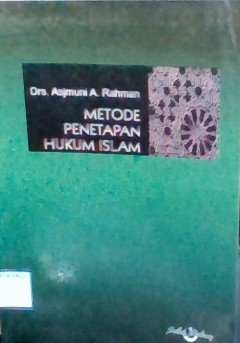 Drs. Asjmuni A. Rahman
METODE
PENETAPAN
HUKUM ISLAM